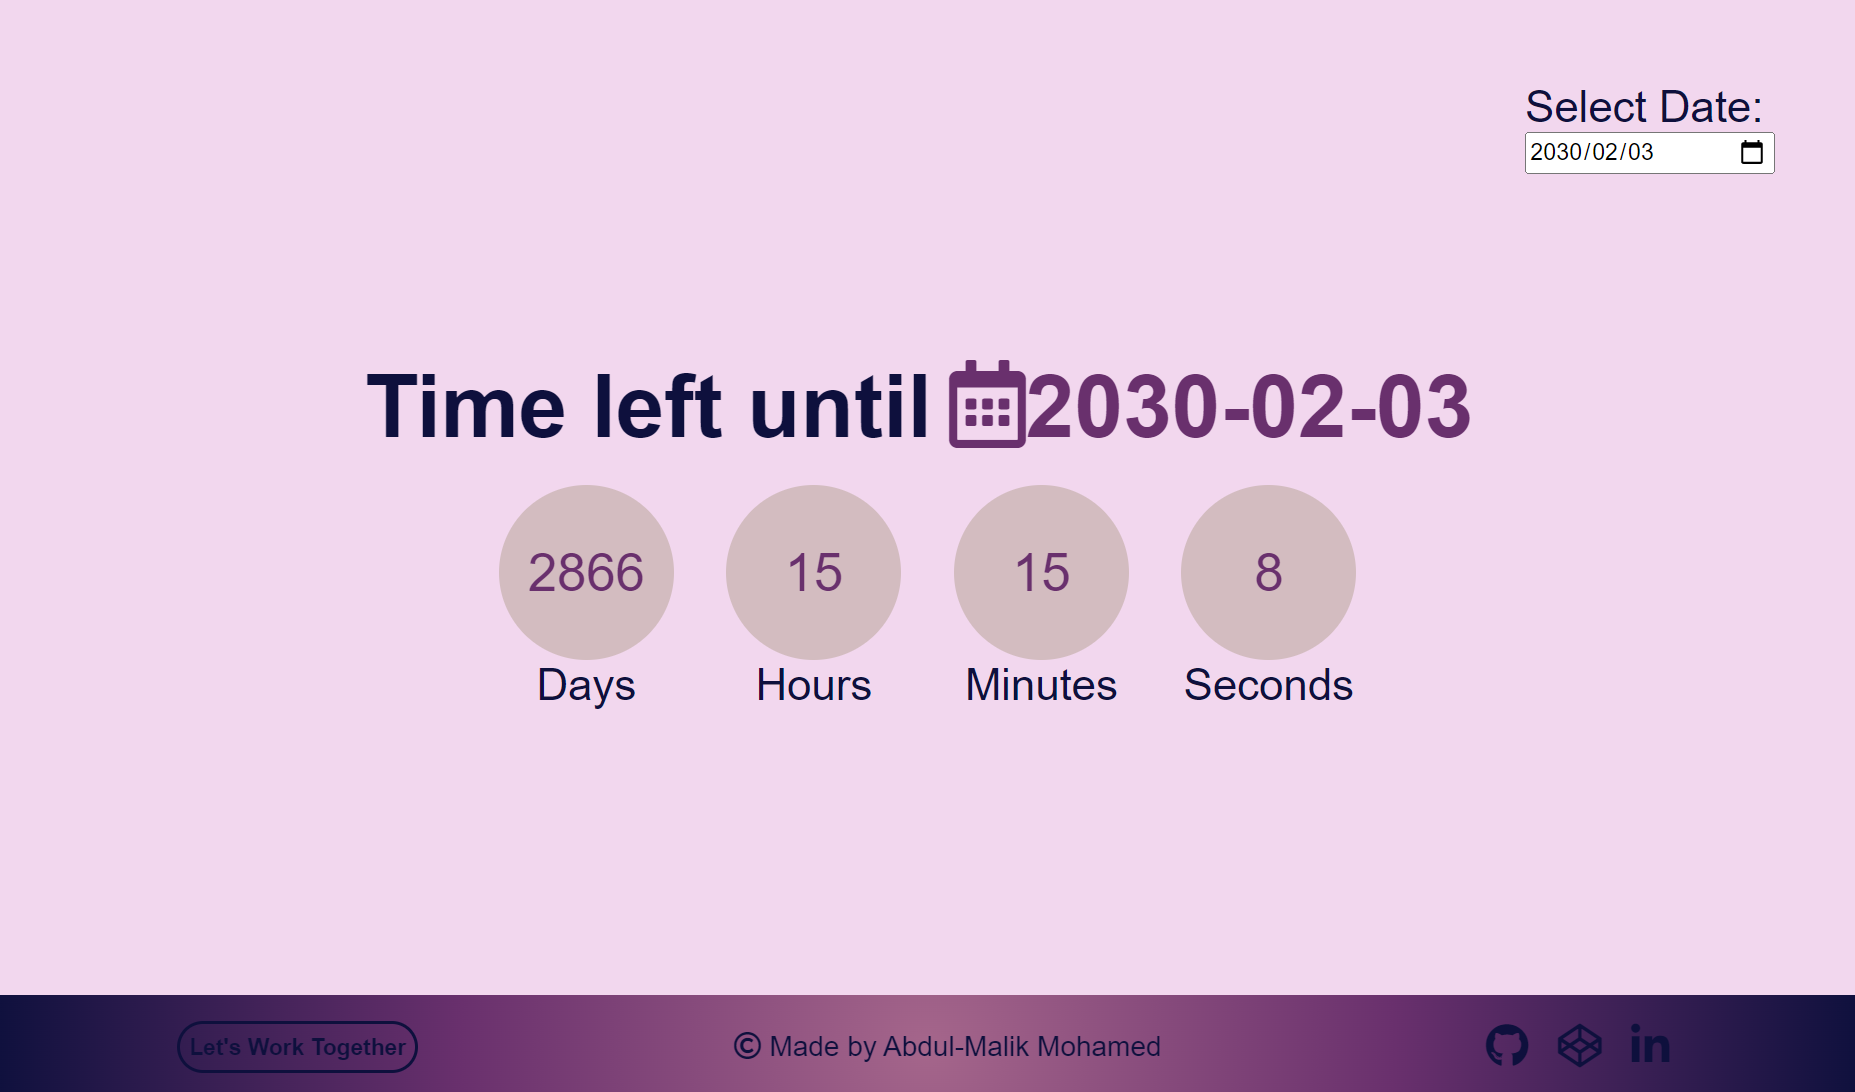 Select Date:
2030/02/03
Time left until 2030-02-03
2866 15 15 8
Days Hours Minutes Seconds
Let's Work Together
© Made by Abdul-Malik Mohamed
in